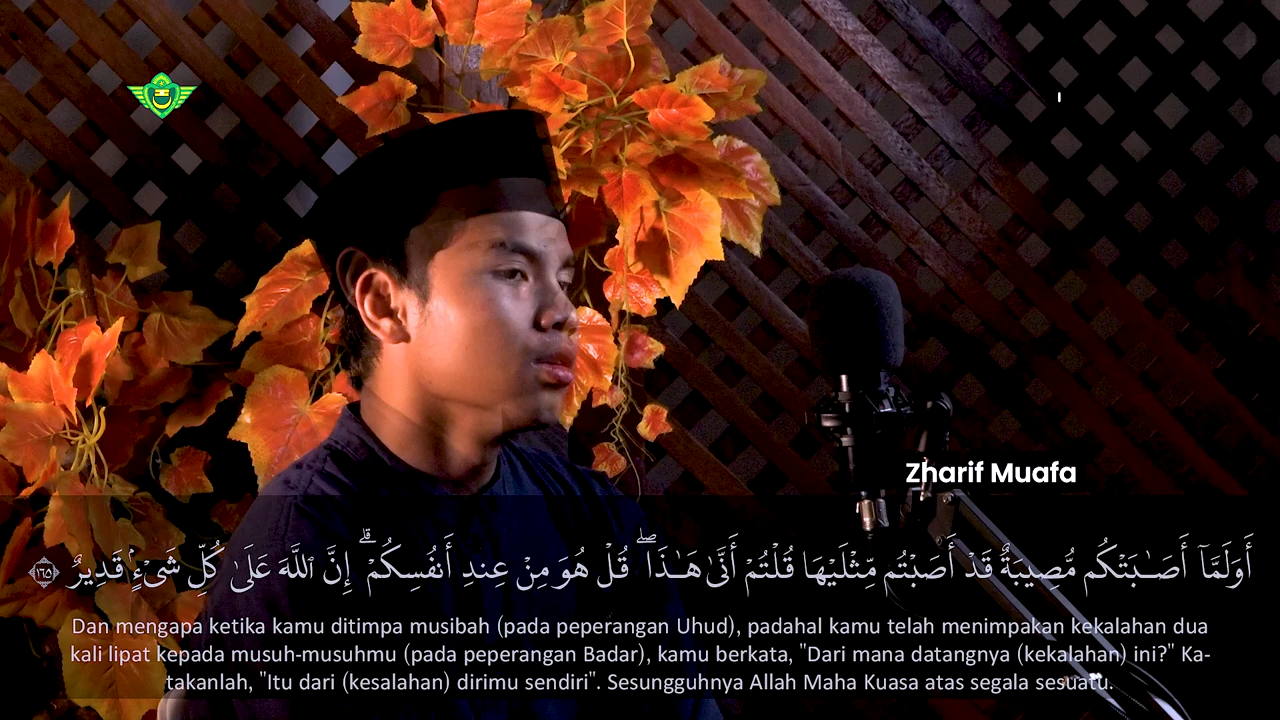 Zharif Muafa
أَوَلَمَّآ أَصَـٰبَتْكُم مُّصِيبَةٌ قَدْ أَصَبْتُم مِّثْلَيْهَا قُلْتُمْ أَنَّىٰ هَـٰذَا ۖ قُلْ هُوَ مِنْ عِندِ أَنفُسِكُمْ ۗ إِنَّ ٱللَّهَ عَلَىٰ كُلِّ شَىْءٍ قَدِيرٌ ١٦٥
Dan mengapa ketika kamu ditimpa musibah (pada peperangan Uhud), padahal kamu telah menimpakan kekalahan dua
kali lipat kepada musuh-musuhmu (pada peperangan Badar), kamu berkata, "Dari mana datangnya (kekalahan) ini?" Ka-
takanlah, "Itu dari (kesalahan) dirimu sendiri". Sesungguhnya Allah Maha Kuasa atas segala sesuatu.